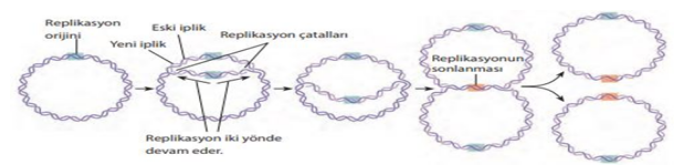 Replikasyon
orijini
Eski iplik
Yeni iplik
Replikasyon çatalları
Replikasyon iki yönde
devam eder.
Replikasyonun
sonlanması